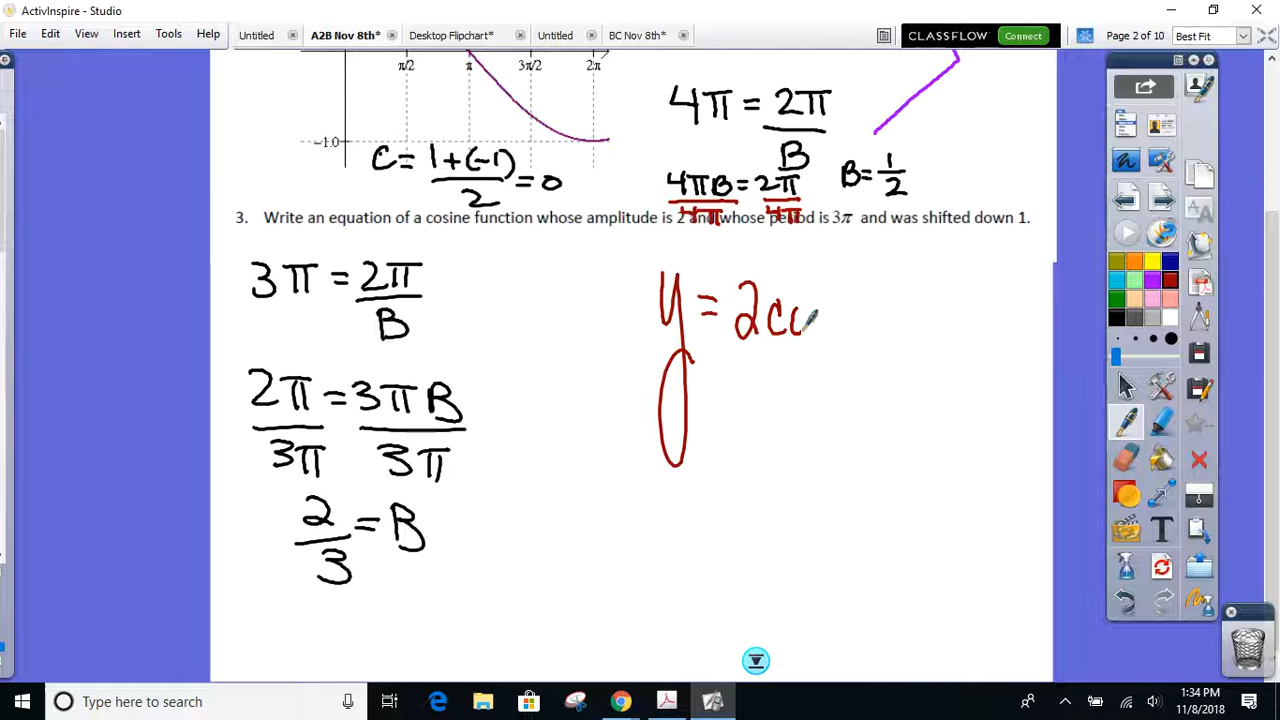 ActivInspire - Studio
File Edit View Insert Tools Help
Untitled
A2B Nov 8th*
Desktop Flipchart*
Untitled
BC Nov 8th*
CLASSFLOW Connect
Page 2 of 10
Best Fit
π/2 π 3π/2 2π
-1.0
C = 1+(-1)/2 = 0
4π = 2π/B
4πB/4π = 2π/4π
B = 1/2
3. Write an equation of a cosine function whose amplitude is 2 and whose period is 3π and was shifted down 1.
3π = 2π/B
2π/3π = 3πB/3π
2/3 = B
y = 2co
Type here to search
1:34 PM
11/8/2018